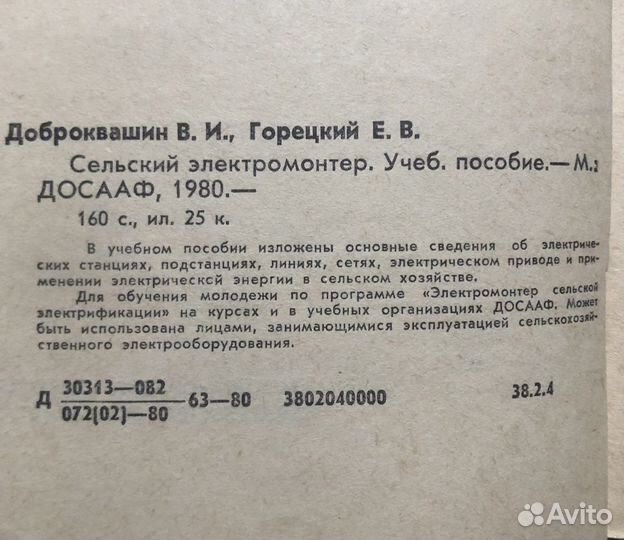 Доброквашин В. И., Горецкий Е. В.
Сельский электромонтер. Учеб. пособие.—М.:
ДОСААФ, 1980.—
160 с., ил. 25 к.
В учебном пособии изложены основные сведения об электриче-
ских станциях, подстанциях, линиях, сетях, электрическом приводе и при-
менении электрической энергии в сельском хозяйстве.
Для обучения молодежи по программе «Электромонтер сельской
электрификации» на курсах и в учебных организациях ДОСААФ. Может
быть использована лицами, занимающимися эксплуатацией сельскохозяй-
ственного электрооборудования.
Д 30313—082
072(02)—80 63—80 3802040000 38.2.4
Avito